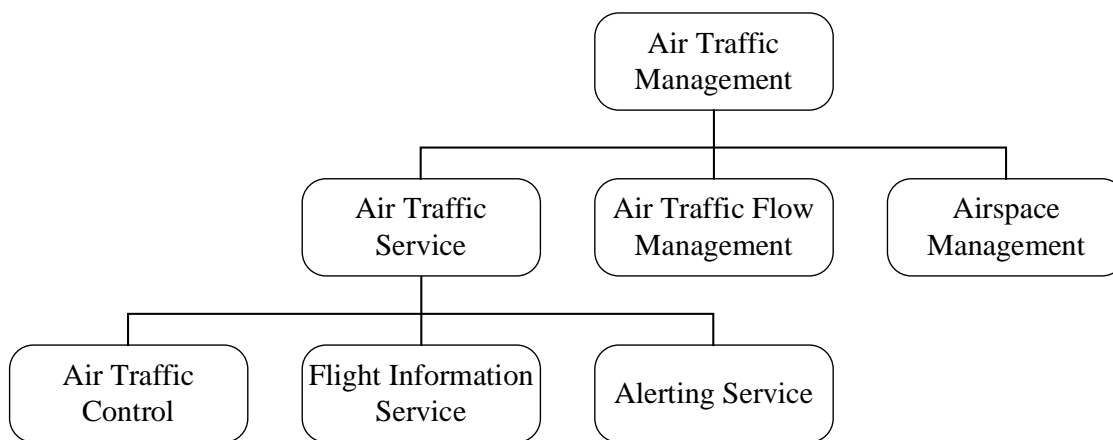 Air Traffic
Management
Air Traffic
Service
Air Traffic Flow
Management
Airspace
Management
Air Traffic
Control
Flight Information
Service
Alerting Service